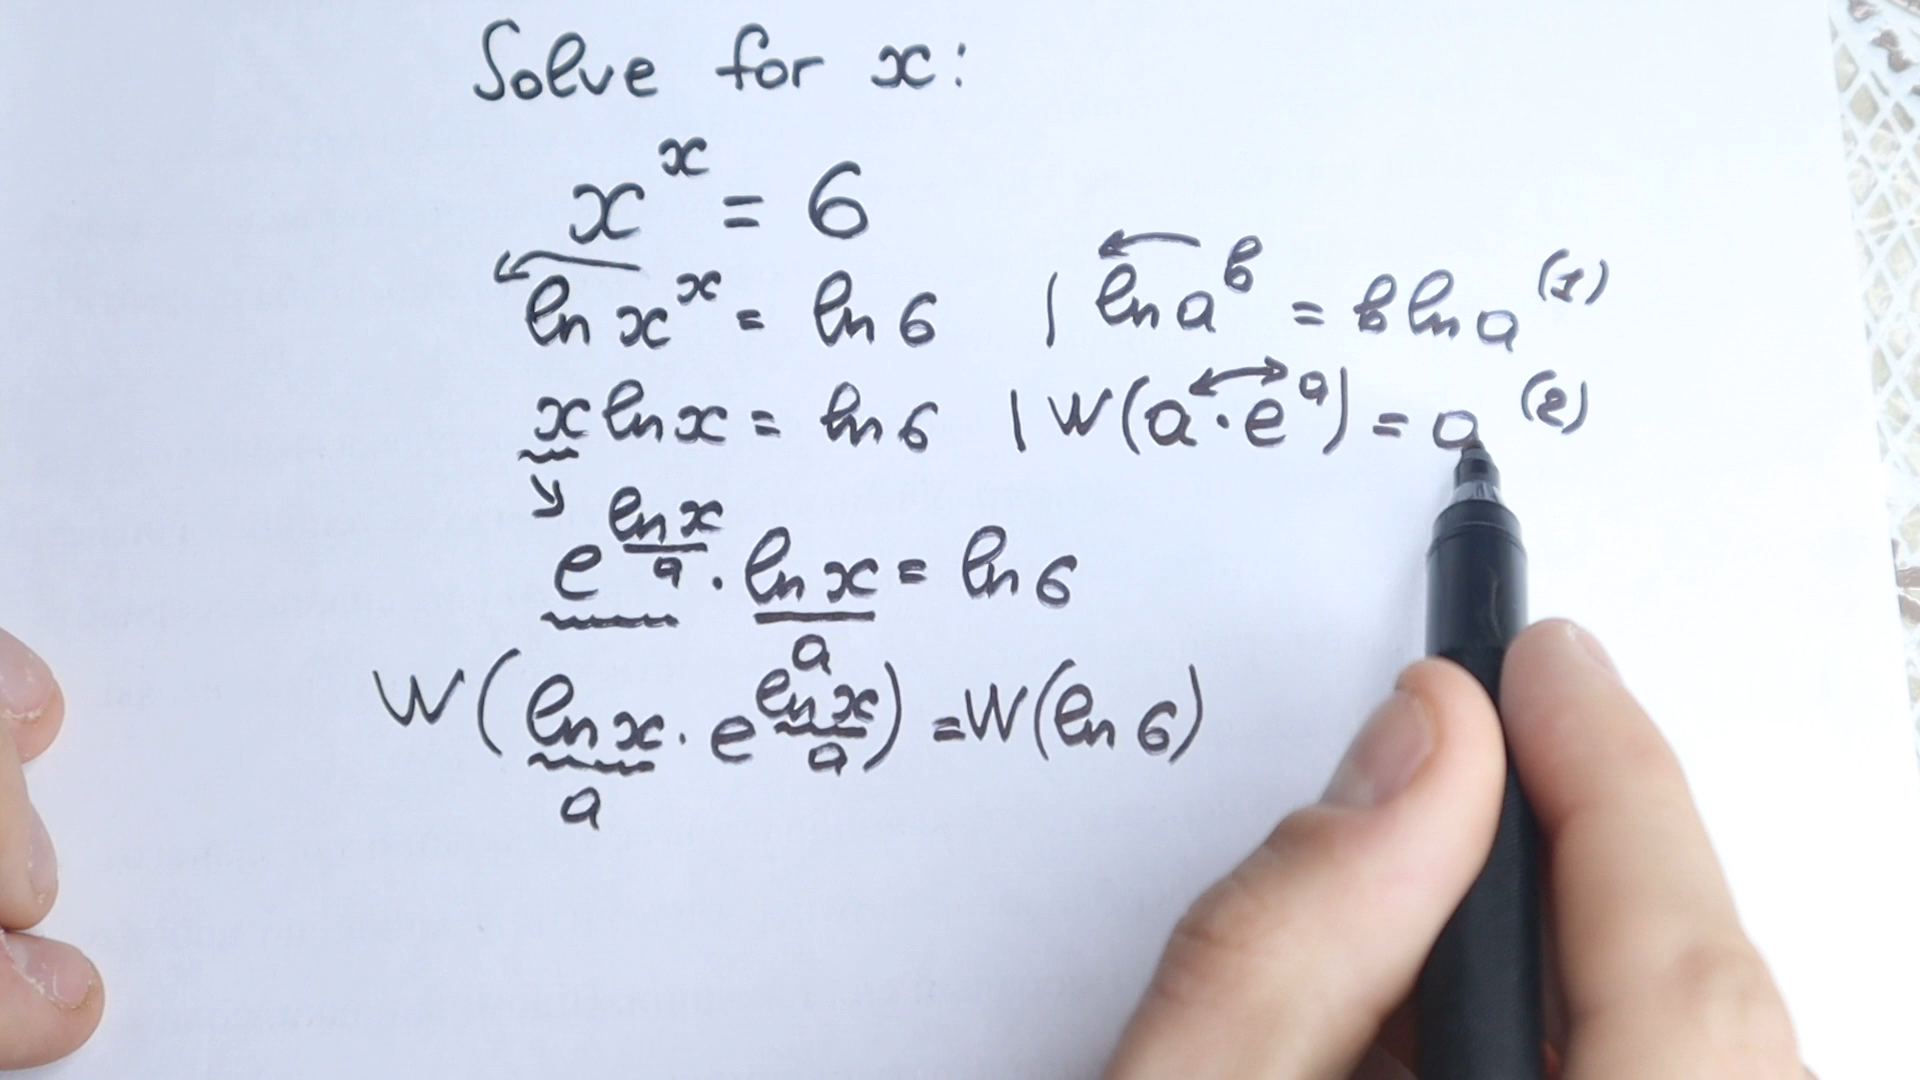 Solve for x:
x^x = 6
ln x^x = ln 6 | ln a^b = b ln a (1)
x ln x = ln 6 | W(a · e^a) = a (2)
e^(ln x) · ln x = ln 6
a a
W(ln x · e^(ln x)) = W(ln 6)
a a